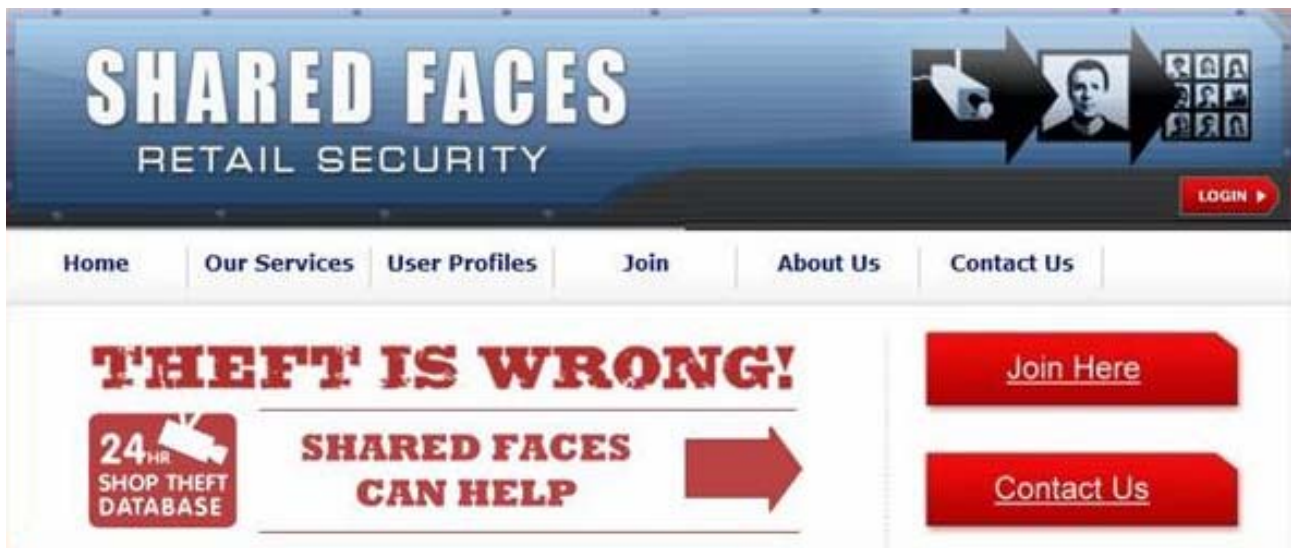 SHARED FACES
RETAIL SECURITY
LOGIN
Home Our Services User Profiles Join About Us Contact Us
THEFT IS WRONG!
Join Here
24HR
SHOP THEFT
DATABASE
SHARED FACES
CAN HELP
Contact Us